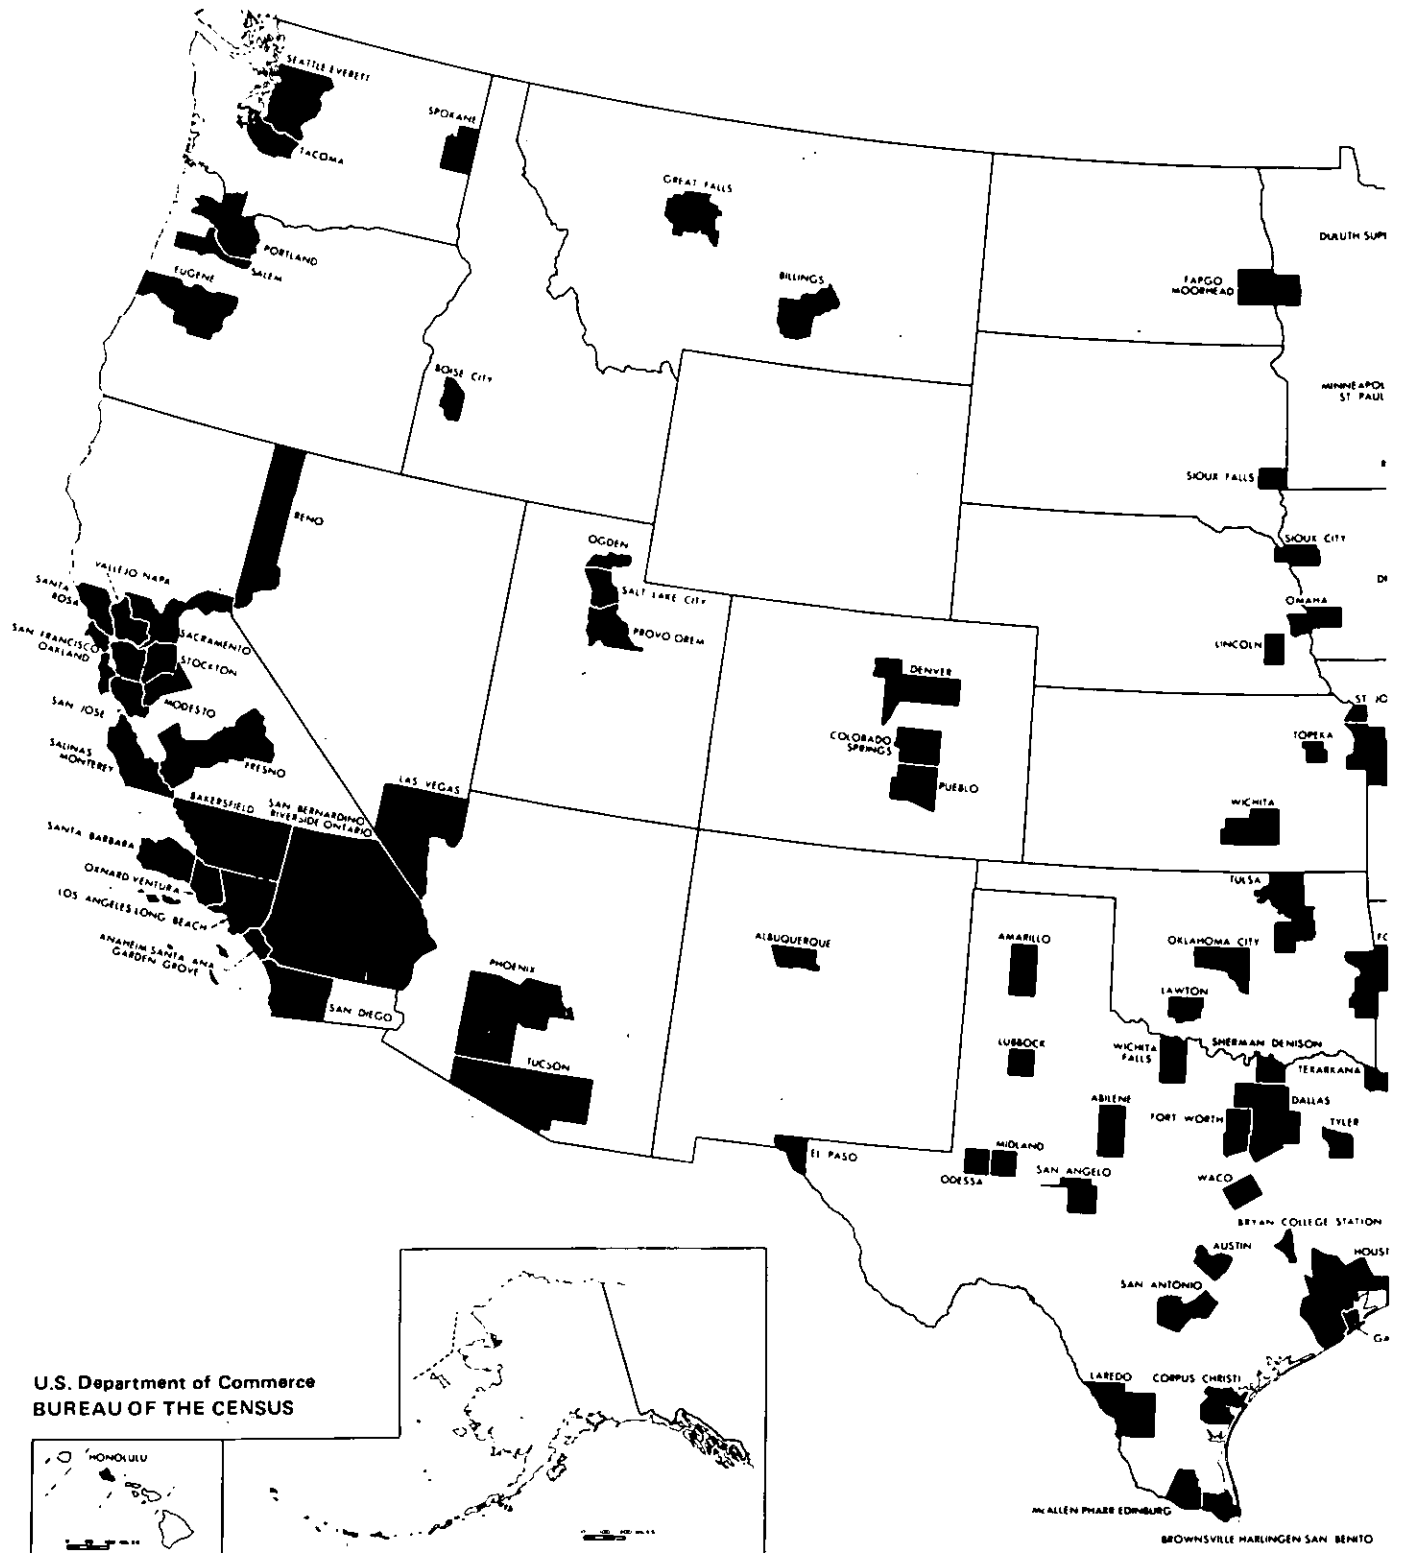 SEATTLE EVERETT
SPOKANE
TACOMA
GREAT FALLS
PORTLAND
SALEM
EUGENE
BILLINGS
DULUTH SUP
FARGO
MOORHEAD
BOISE CITY
MINNEAPOL
ST PAUL
SIOUX FALLS
RENO
OGDEN
SIOUX CITY
VALLEJO NAPA
SANTA
ROSA
SALT LAKE CITY
OMAHA
SAN FRANCISCO
OAKLAND
SACRAMENTO
PROVO OREM
LINCOLN
STOCKTON
DENVER
SAN JOSE
MODESTO
ST JO
COLORADO
SPRINGS
TOPEKA
SALINAS
MONTEREY
FRESNO
LAS VEGAS
PUEBLO
BAKERSFIELD
SAN BERNARDINO
RIVERSIDE ONTARIO
WICHITA
SANTA BARBARA
OXNARD VENTURA
TULSA
LOS ANGELES LONG BEACH
ANAHEIM SANTA ANA
GARDEN GROVE
ALBUQUERQUE
AMARILLO
OKLAHOMA CITY
PHOENIX
LAWTON
SAN DIEGO
LUBBOCK
WICHITA
FALLS
SHERMAN DENISON
TUCSON
TEXARKANA
ABILENE
DALLAS
FORT WORTH
TYLER
EL PASO
MIDLAND
ODESSA
SAN ANGELO
WACO
BRYAN COLLEGE STATION
AUSTIN
HOUST
SAN ANTONIO
GA
LAREDO
CORPUS CHRISTI
U.S. Department of Commerce
BUREAU OF THE CENSUS
HONOLULU
McALLEN PHARR EDINBURG
BROWNSVILLE HARLINGEN SAN BENITO